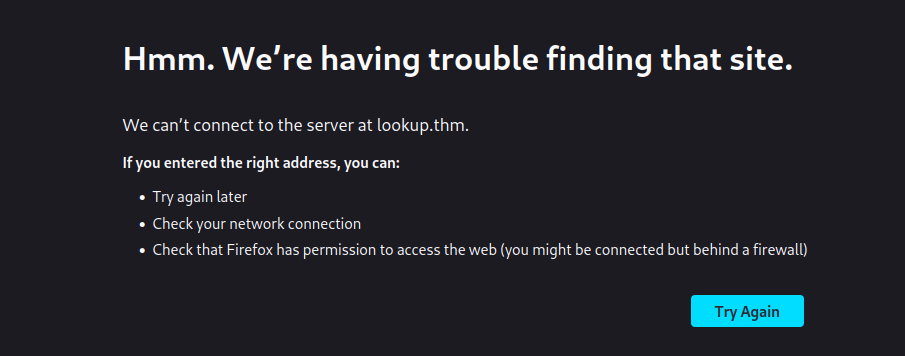 Hmm. We’re having trouble finding that site.
We can’t connect to the server at lookup.thm.
If you entered the right address, you can:
• Try again later
• Check your network connection
• Check that Firefox has permission to access the web (you might be connected but behind a firewall)
Try Again